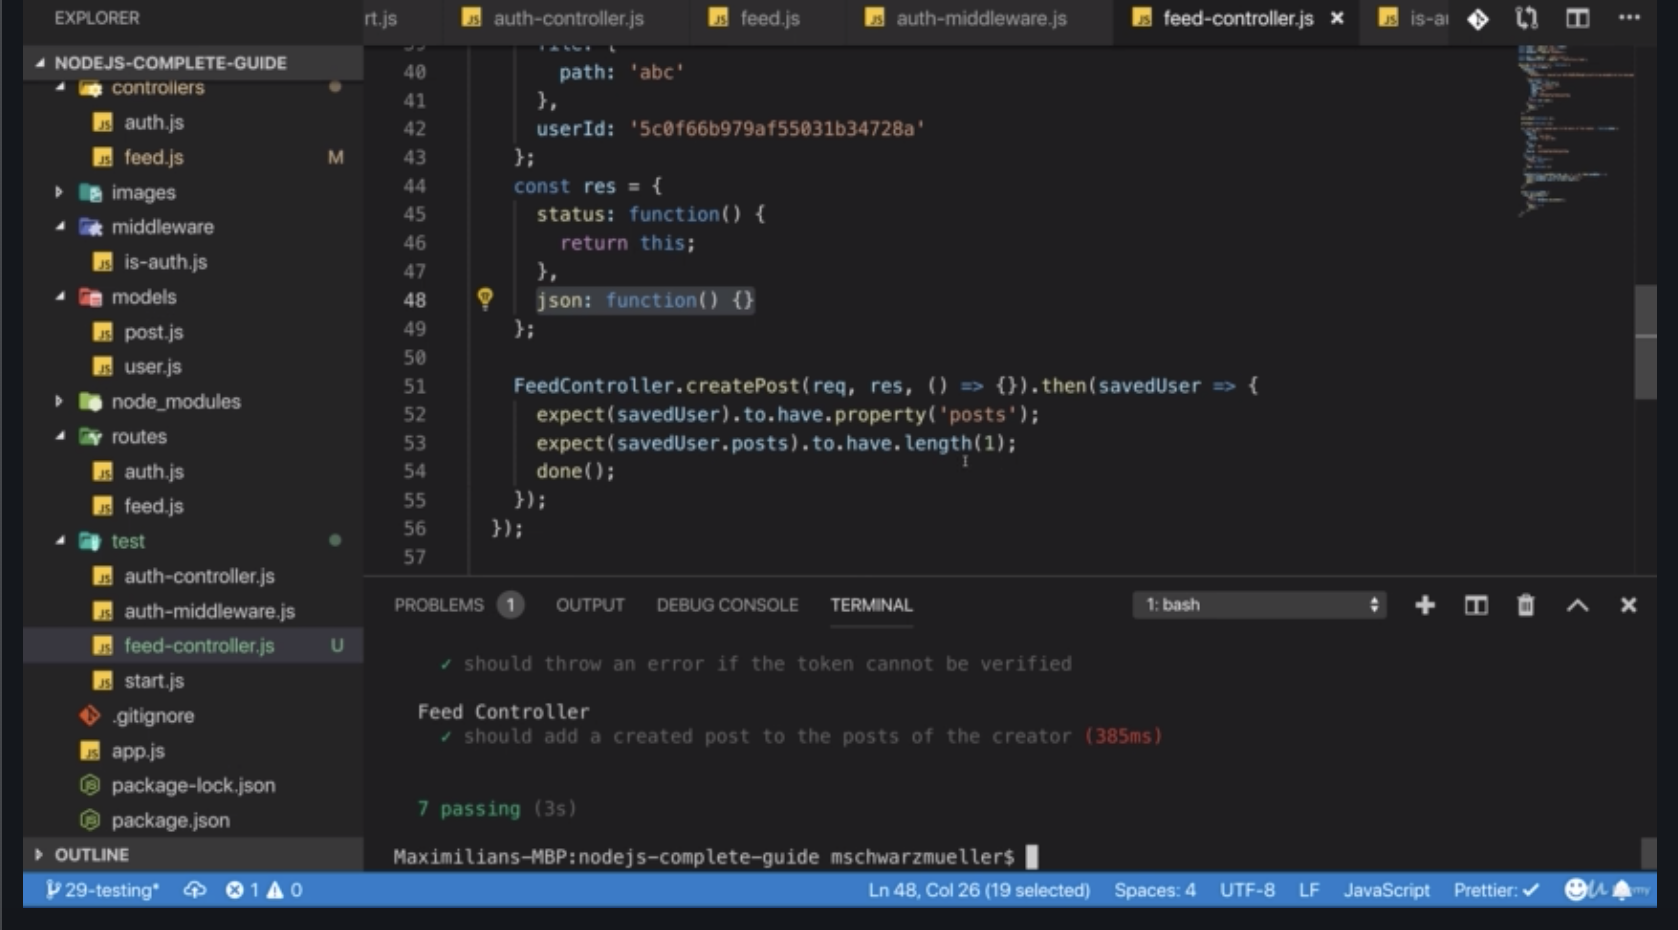 EXPLORER
rt.js
auth-controller.js
feed.js
auth-middleware.js
feed-controller.js
NODEJS-COMPLETE-GUIDE
controllers
auth.js
feed.js M
images
middleware
is-auth.js
models
post.js
user.js
node_modules
routes
auth.js
feed.js
test
auth-controller.js
auth-middleware.js
feed-controller.js U
start.js
.gitignore
app.js
package-lock.json
package.json
OUTLINE
39 file: {
40 path: 'abc'
41 },
42 userId: '5c0f66b979af55031b34728a'
43 };
44 const res = {
45 status: function() {
46 return this;
47 },
48 json: function() {}
49 };
50
51 FeedController.createPost(req, res, () => {}).then(savedUser => {
52 expect(savedUser).to.have.property('posts');
53 expect(savedUser.posts).to.have.length(1);
54 done();
55 });
56 });
57
PROBLEMS 1 OUTPUT DEBUG CONSOLE TERMINAL 1: bash
✓ should throw an error if the token cannot be verified
Feed Controller
✓ should add a created post to the posts of the creator (385ms)
7 passing (3s)
Maximilians-MBP:nodejs-complete-guide mschwarzmueller$
29-testing* 1 0 Ln 48, Col 26 (19 selected) Spaces: 4 UTF-8 LF JavaScript Prettier: ✓